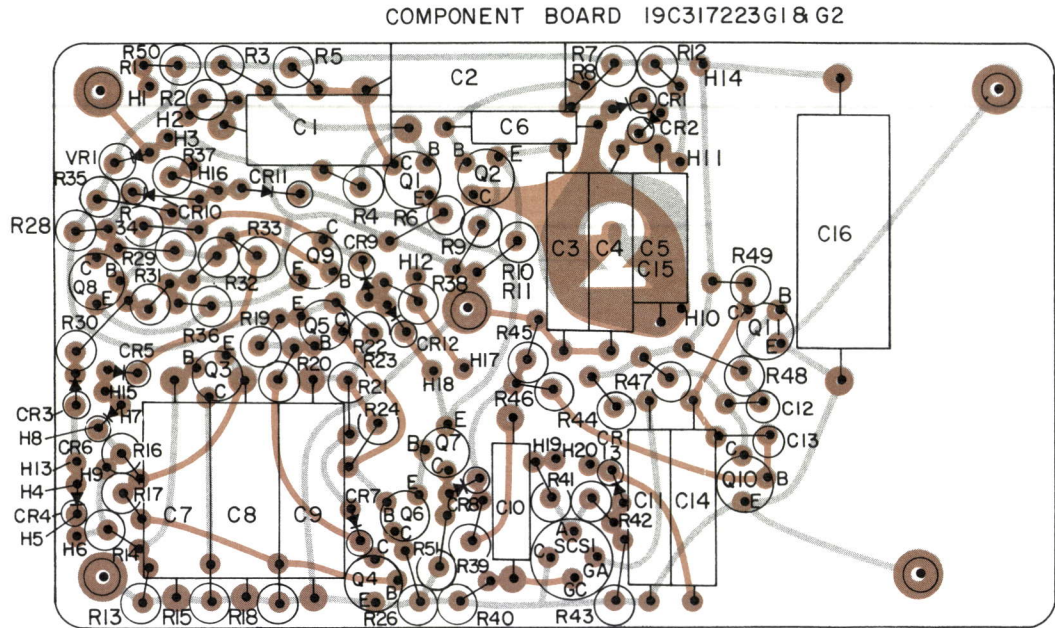 COMPONENT BOARD 19C317223G1 & G2
R50 R3 R5 R7 R12
R1 R8 H14
H1 C2
R2 CR1
H2 C1 C6 CR2
H3
VR1 R37 B E H11
R35 H16 CR11 C Q1 B Q2
R CR10 R4 E C
R28 34 R33 C R6
R29 CR9 R9 C3 C4 C5 C16
C R31 Q9 H12 R10 C15 R49
Q8 B R32 E B R38 R11
E C B
R30 R19 E C R45 H10 Q11
R36 Q5 R22 E
CR5 E B R23 CR12 H17
B Q3 R20 R48
H15 C R21 H18 R46 R47
CR3 H7 R44 C12
H8 R24 E
CR6 R16 B Q7 CR C13
H13 H9 C H19 H20 13 C
H4 R17 R41 Q10 B
CR4 C7 C8 C9 CR7 CR8 C10 C11 C14 E
H5 B E Q6
H6 C R42
R14 C R51 A
Q4 R39 C SCS1
B GA
E GC
R13 R15 R18 R26 R40 R43
2